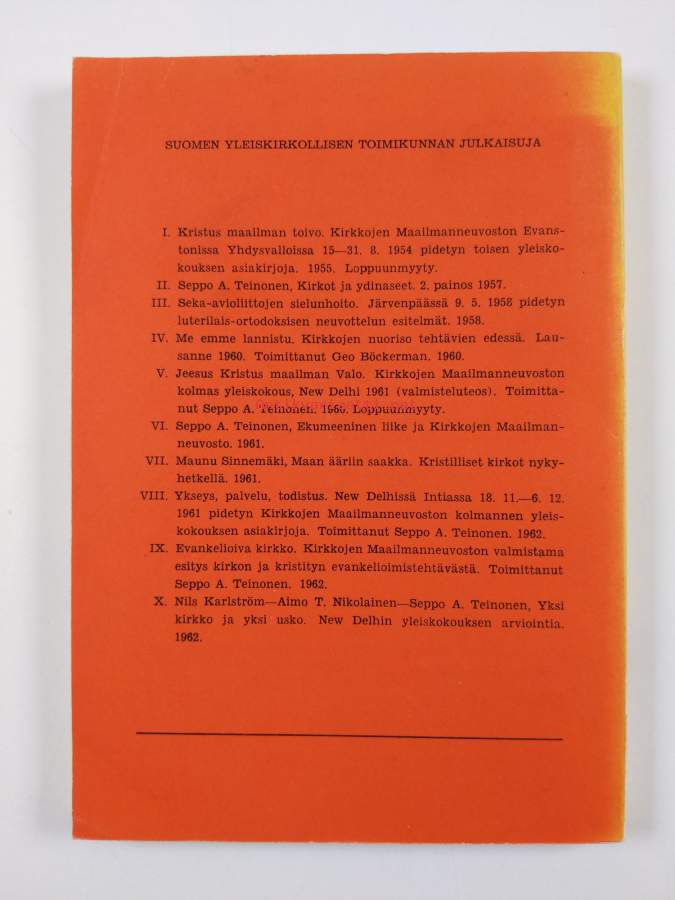 SUOMEN YLEISKIRKOLLISEN TOIMIKUNNAN JULKAISUJA
I. Kristus maailman toivo. Kirkkojen Maailmanneuvoston Evans-
tonissa Yhdysvalloissa 15—31. 8. 1954 pidetyn toisen yleisko-
kouksen asiakirjoja. 1955. Loppuunmyyty.
II. Seppo A. Teinonen, Kirkot ja ydinaseet. 2. painos 1957.
III. Seka-avioliittojen sielunhoito. Järvenpäässä 9. 5. 1958 pidetyn
luterilais-ortodoksisen neuvottelun esitelmät. 1958.
IV. Me emme lannistu. Kirkkojen nuoriso tehtävien edessä. Lau-
sanne 1960. Toimittanut Geo Böckerman. 1960.
V. Jeesus Kristus maailman Valo. Kirkkojen Maailmanneuvoston
kolmas yleiskokous, New Delhi 1961 (valmisteluteos). Toimitta-
nut Seppo A. Teinonen. 1960. Loppuunmyyty.
VI. Seppo A. Teinonen, Ekumeeninen liike ja Kirkkojen Maailman-
neuvosto. 1961.
VII. Maunu Sinnemäki, Maan ääriin saakka. Kristilliset kirkot nyky-
hetkellä. 1961.
VIII. Ykseys, palvelu, todistus. New Delhissä Intiassa 18. 11.—6. 12.
1961 pidetyn Kirkkojen Maailmanneuvoston kolmannen yleis-
kokouksen asiakirjoja. Toimittanut Seppo A. Teinonen. 1962.
IX. Evankelioiva kirkko. Kirkkojen Maailmanneuvoston valmistama
esitys kirkon ja kristityn evankelioimistehtävästä. Toimittanut
Seppo A. Teinonen. 1962.
X. Nils Karlström—Aimo T. Nikolainen—Seppo A. Teinonen, Yksi
kirkko ja yksi usko. New Delhin yleiskokouksen arviointia.
1962.